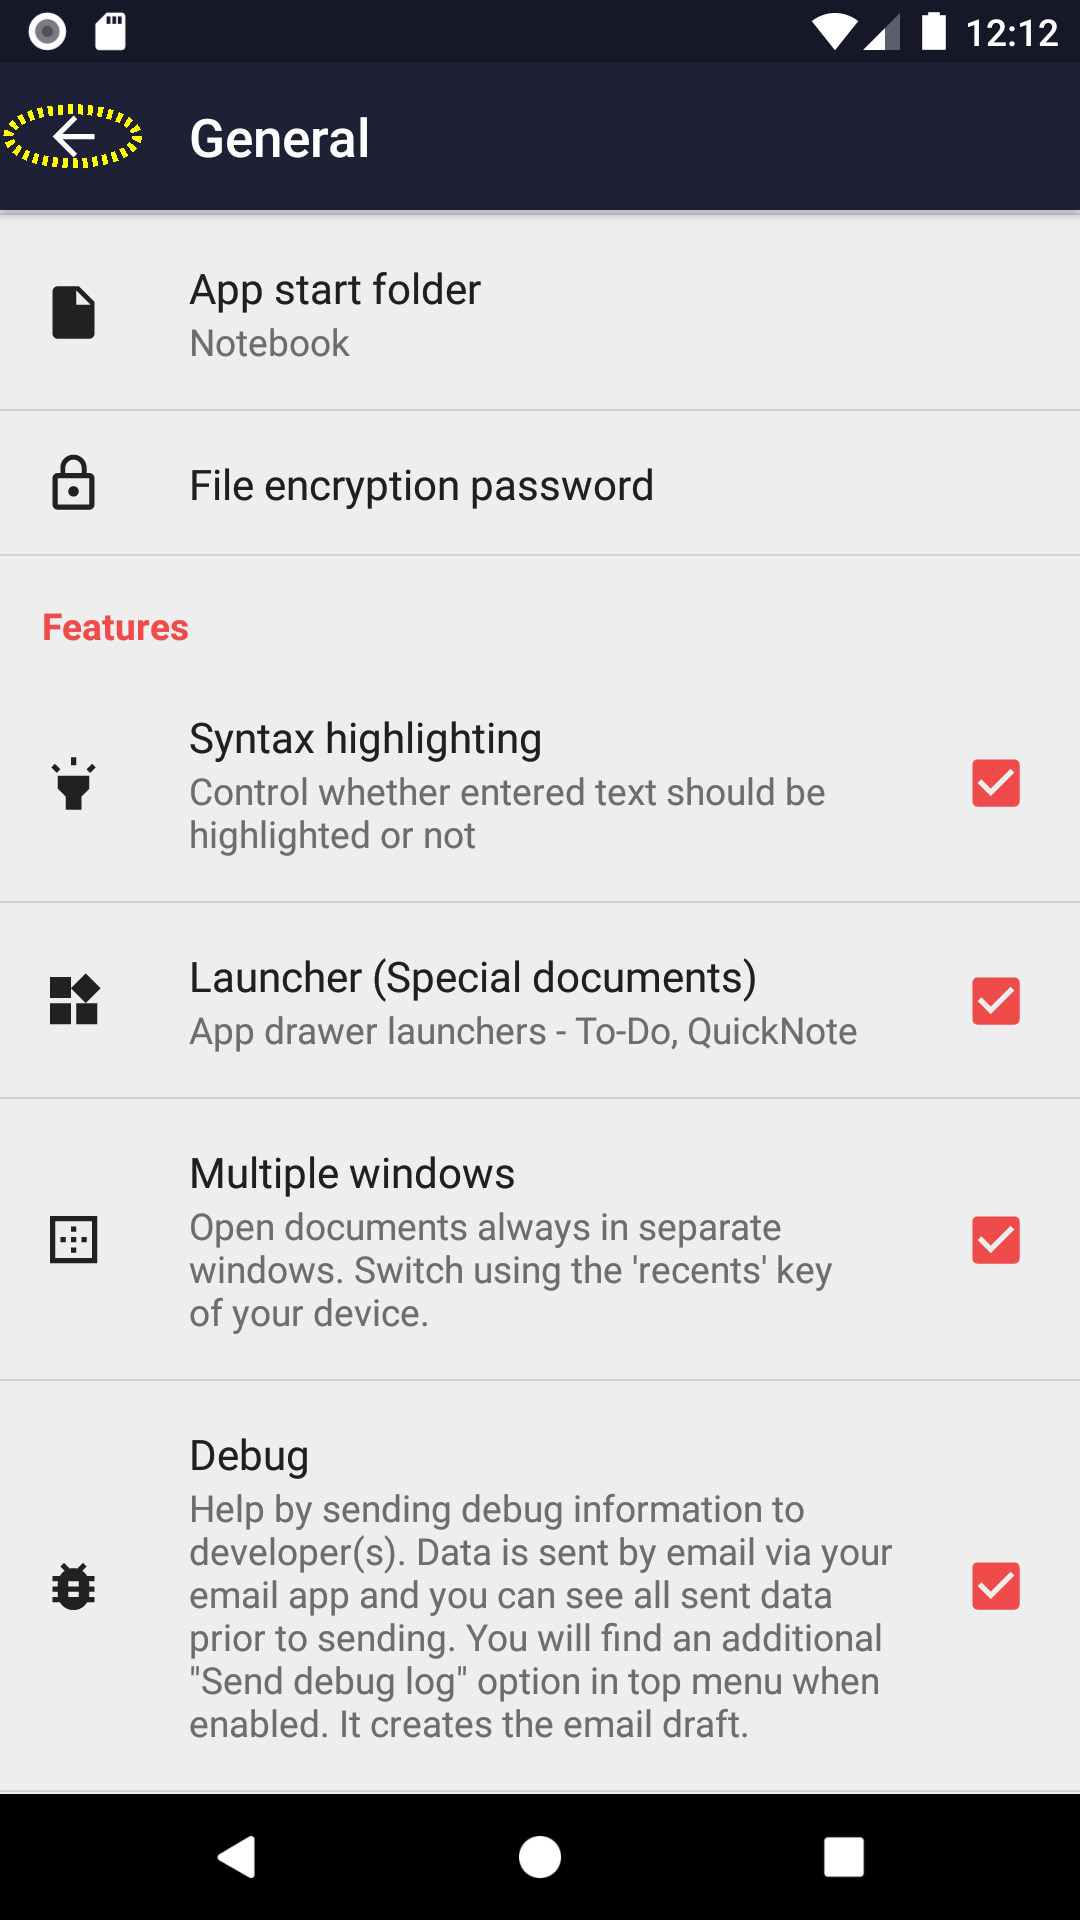 12:12
General
App start folder
Notebook
File encryption password
Features
Syntax highlighting
Control whether entered text should be
highlighted or not
Launcher (Special documents)
App drawer launchers - To-Do, QuickNote
Multiple windows
Open documents always in separate
windows. Switch using the 'recents' key
of your device.
Debug
Help by sending debug information to
developer(s). Data is sent by email via your
email app and you can see all sent data
prior to sending. You will find an additional
"Send debug log" option in top menu when
enabled. It creates the email draft.